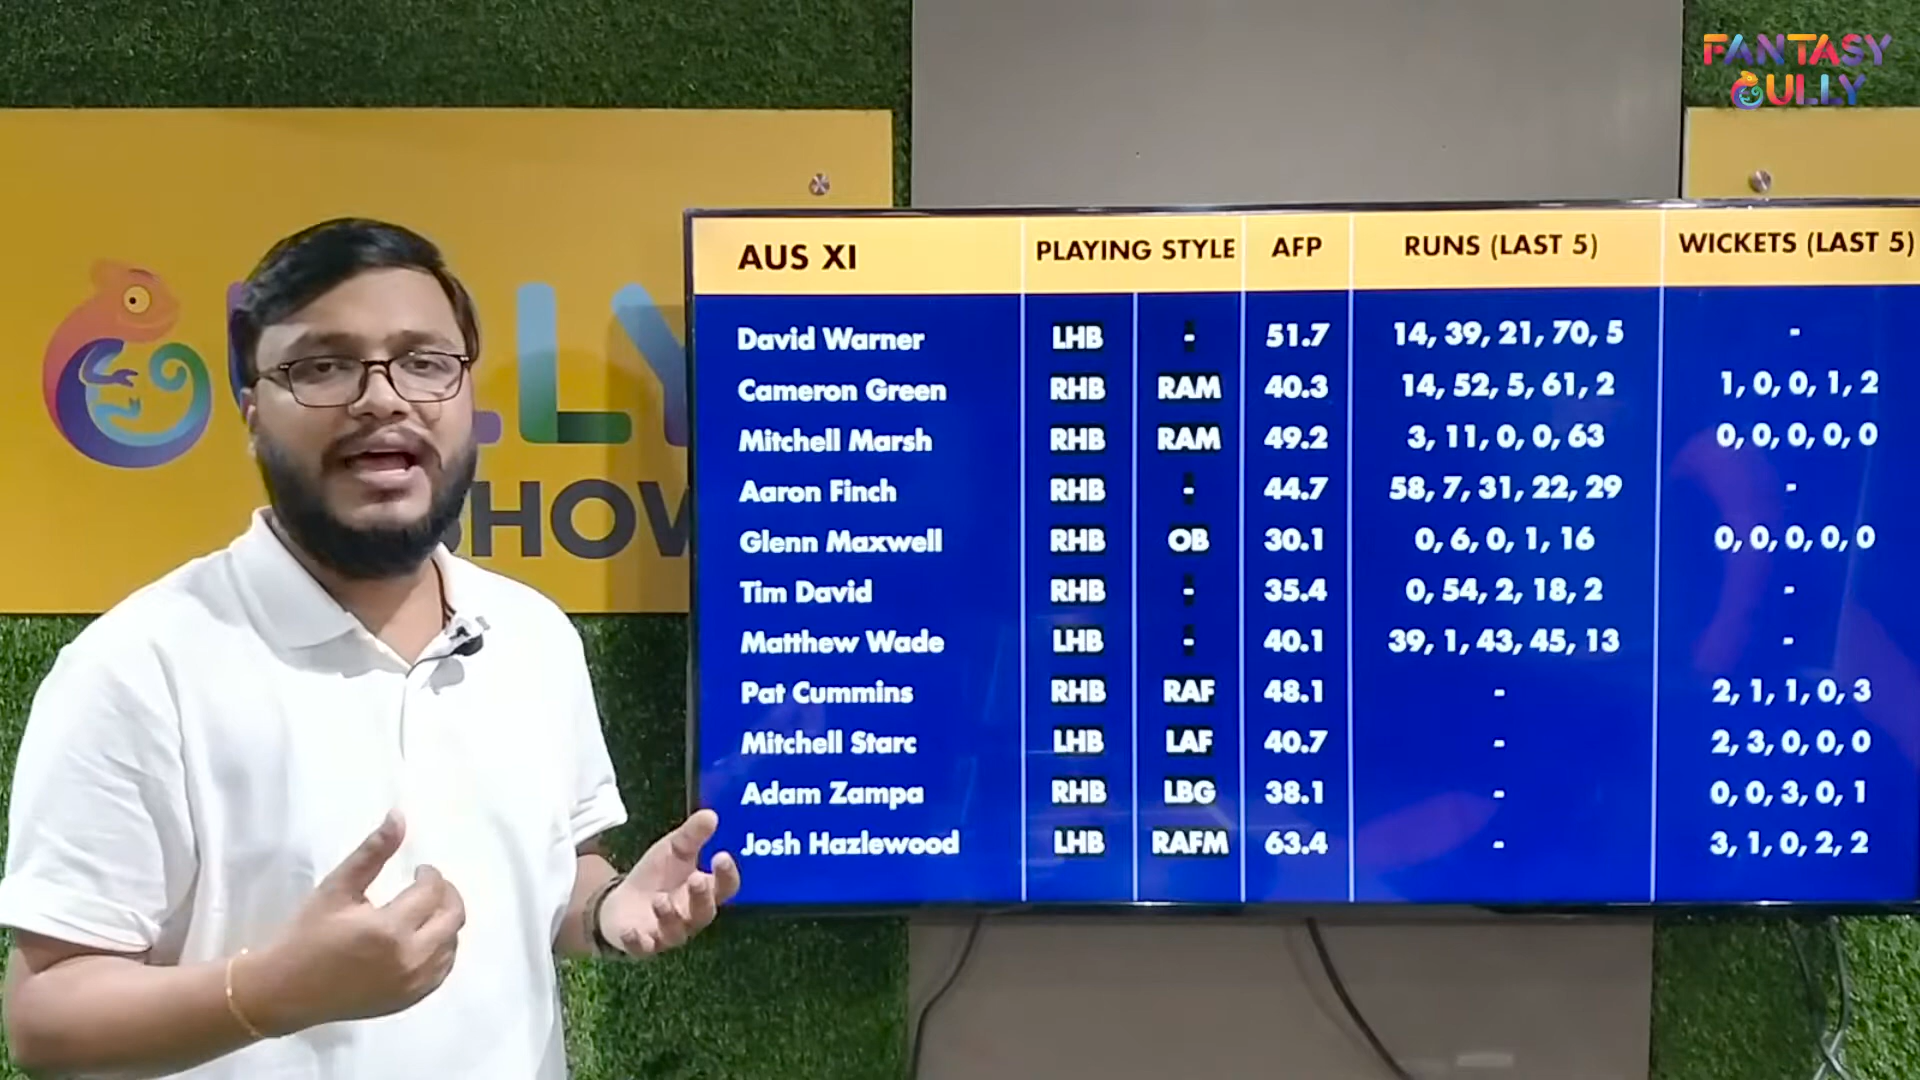 FANTASY
GULLY
LLY
SHOW
AUS XI PLAYING STYLE AFP RUNS (LAST 5) WICKETS (LAST 5)
David Warner LHB - 51.7 14, 39, 21, 70, 5 -
Cameron Green RHB RAM 40.3 14, 52, 5, 61, 2 1, 0, 0, 1, 2
Mitchell Marsh RHB RAM 49.2 3, 11, 0, 0, 63 0, 0, 0, 0, 0
Aaron Finch RHB - 44.7 58, 7, 31, 22, 29 -
Glenn Maxwell RHB OB 30.1 0, 6, 0, 1, 16 0, 0, 0, 0, 0
Tim David RHB - 35.4 0, 54, 2, 18, 2 -
Matthew Wade LHB - 40.1 39, 1, 43, 45, 13 -
Pat Cummins RHB RAF 48.1 - 2, 1, 1, 0, 3
Mitchell Starc LHB LAF 40.7 - 2, 3, 0, 0, 0
Adam Zampa RHB LBG 38.1 - 0, 0, 3, 0, 1
Josh Hazlewood LHB RAFM 63.4 - 3, 1, 0, 2, 2